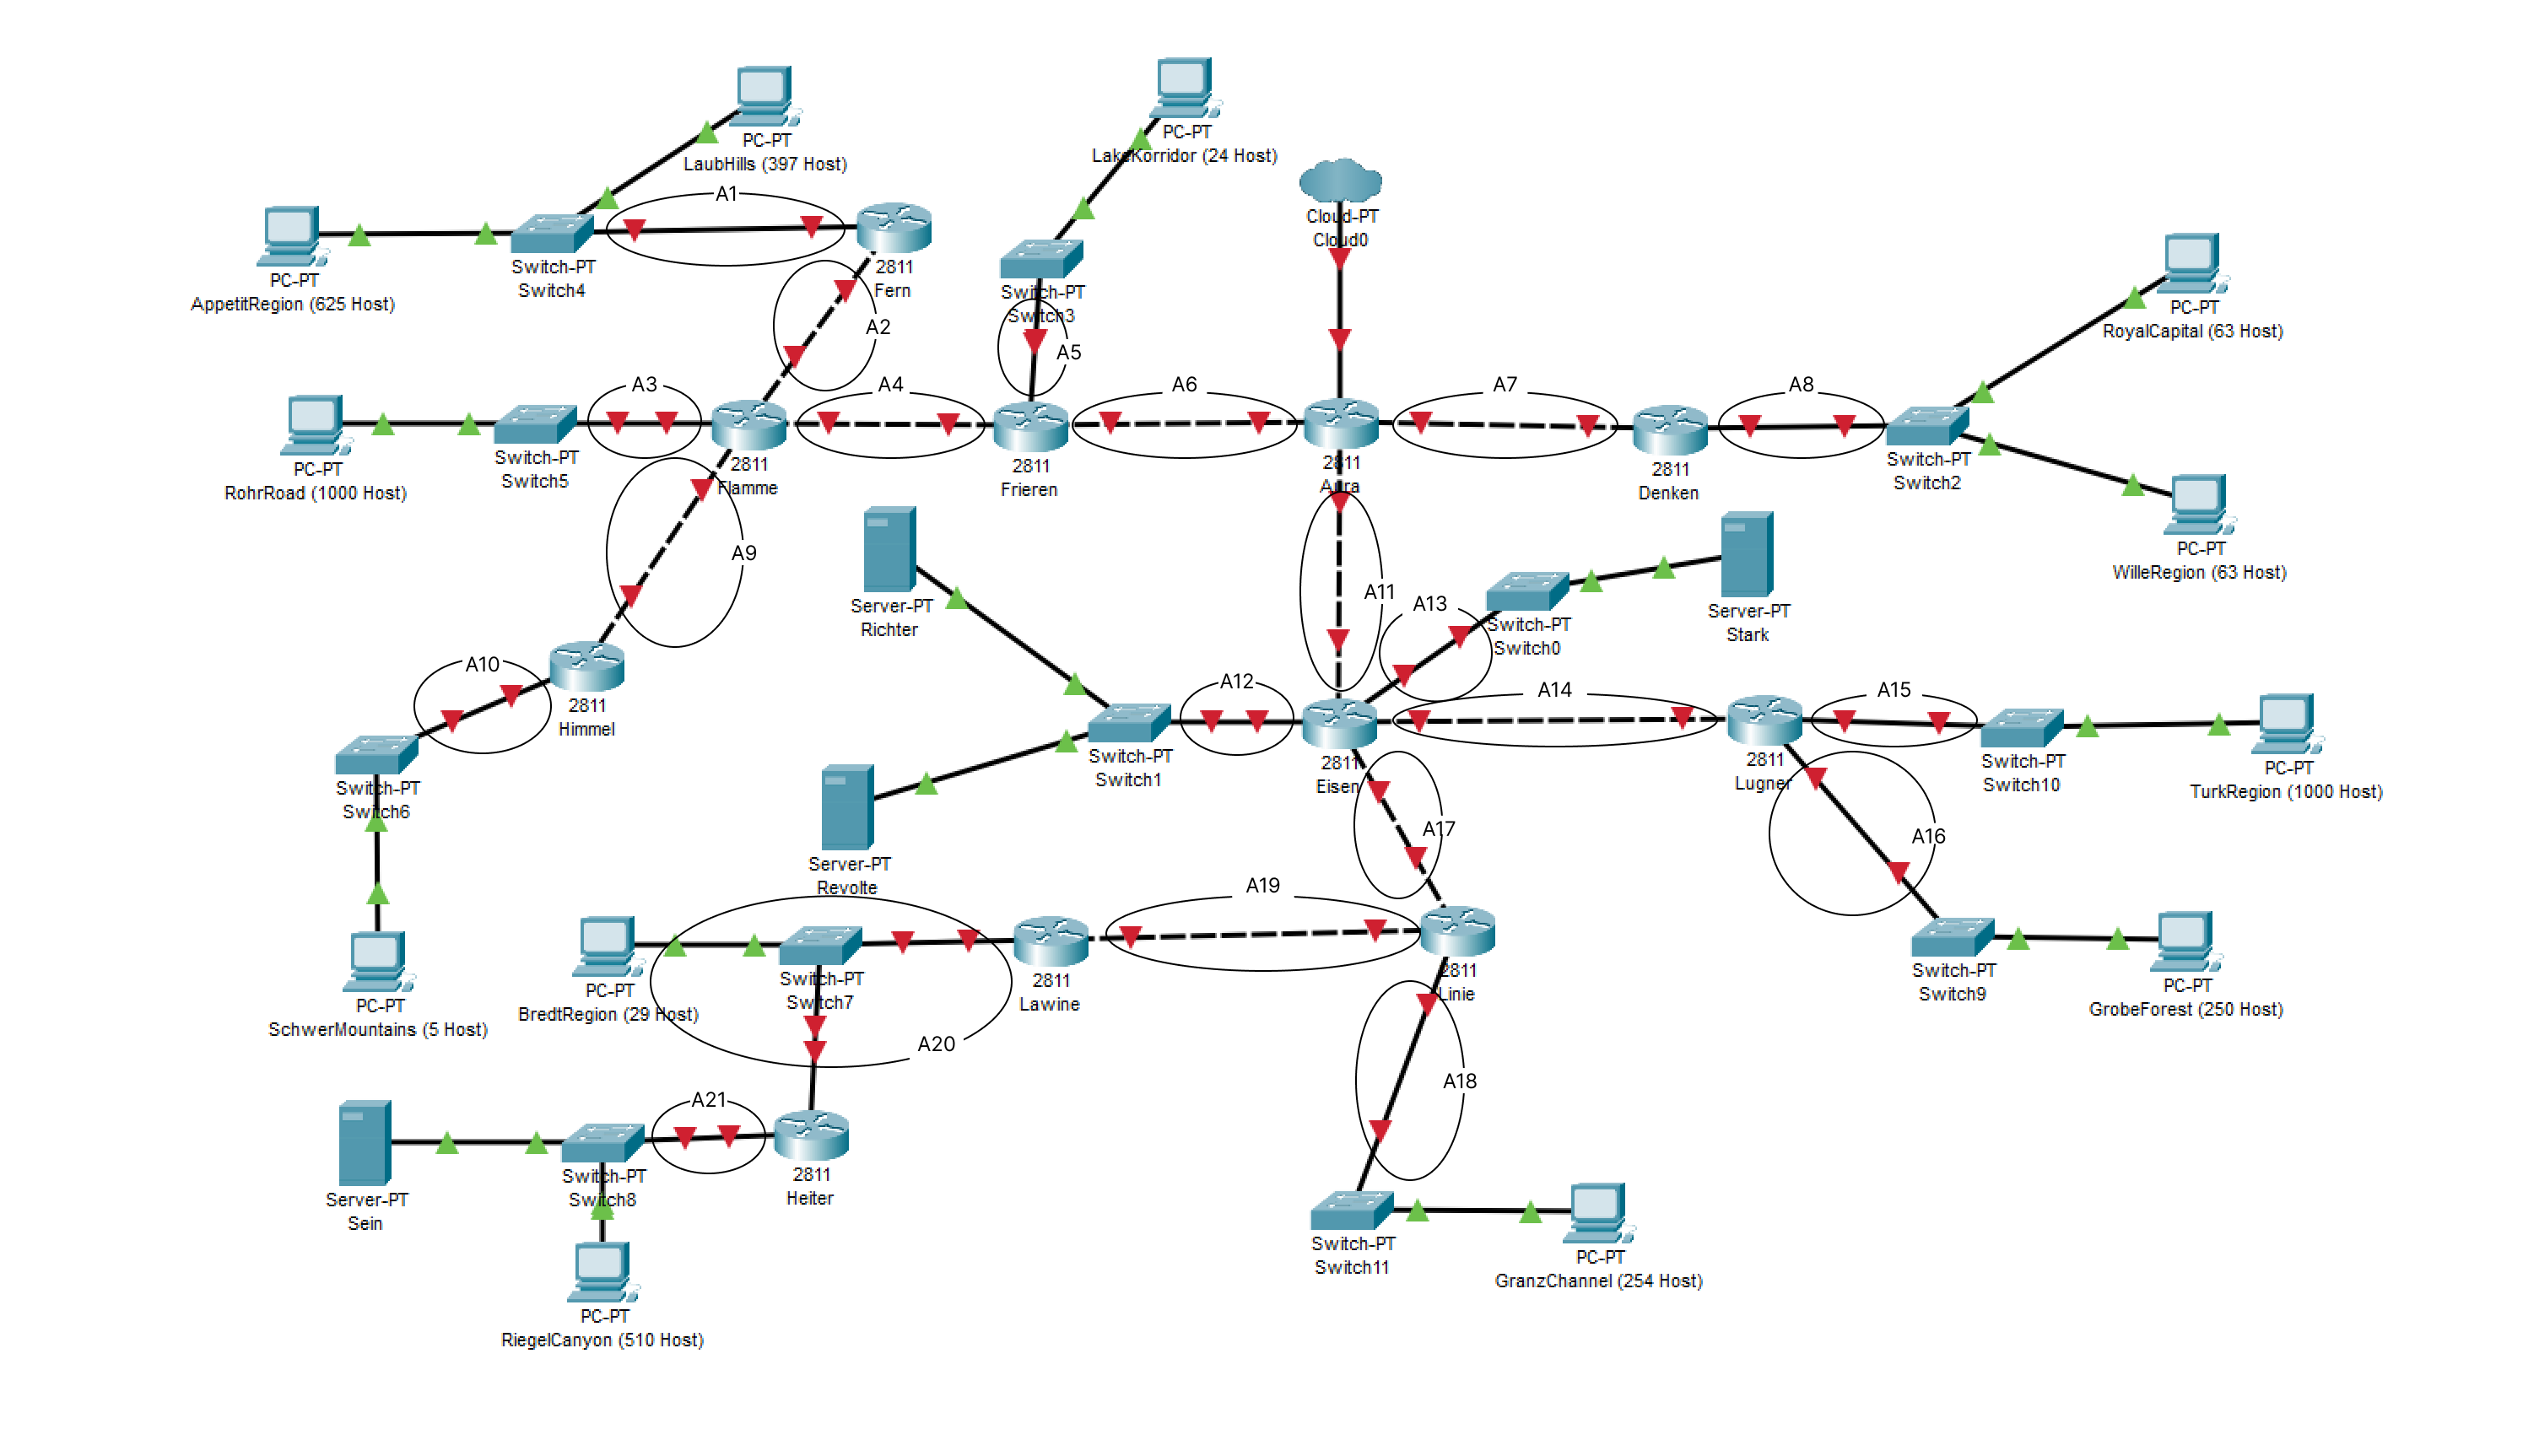 PC-PT
LaubHills (397 Host)
PC-PT
LakeKorridor (24 Host)
A1
Cloud-PT
Cloud0
PC-PT
AppetitRegion (625 Host)
Switch-PT
Switch4
2811
Fern
Switch-PT
Switch3
PC-PT
RoyalCapital (63 Host)
A2
A5
A3
A4
A6
A7
A8
PC-PT
RohrRoad (1000 Host)
Switch-PT
Switch5
2811
Flamme
2811
Frieren
2811
Aura
2811
Denken
Switch-PT
Switch2
A9
PC-PT
WilleRegion (63 Host)
Server-PT
Richter
A11
A13
Switch-PT
Switch0
Server-PT
Stark
A10
2811
Himmel
A12
A14
A15
Switch-PT
Switch6
Switch-PT
Switch1
2811
Eisen
2811
Lugner
Switch-PT
Switch10
PC-PT
TurkRegion (1000 Host)
A17
A16
Server-PT
Revolte
A19
PC-PT
SchwerMountains (5 Host)
PC-PT
BredtRegion (29 Host)
Switch-PT
Switch7
2811
Lawine
2811
Linie
Switch-PT
Switch9
PC-PT
GrobeForest (250 Host)
A20
A18
A21
Server-PT
Sein
Switch-PT
Switch8
2811
Heiter
Switch-PT
Switch11
PC-PT
GranzChannel (254 Host)
PC-PT
RiegelCanyon (510 Host)